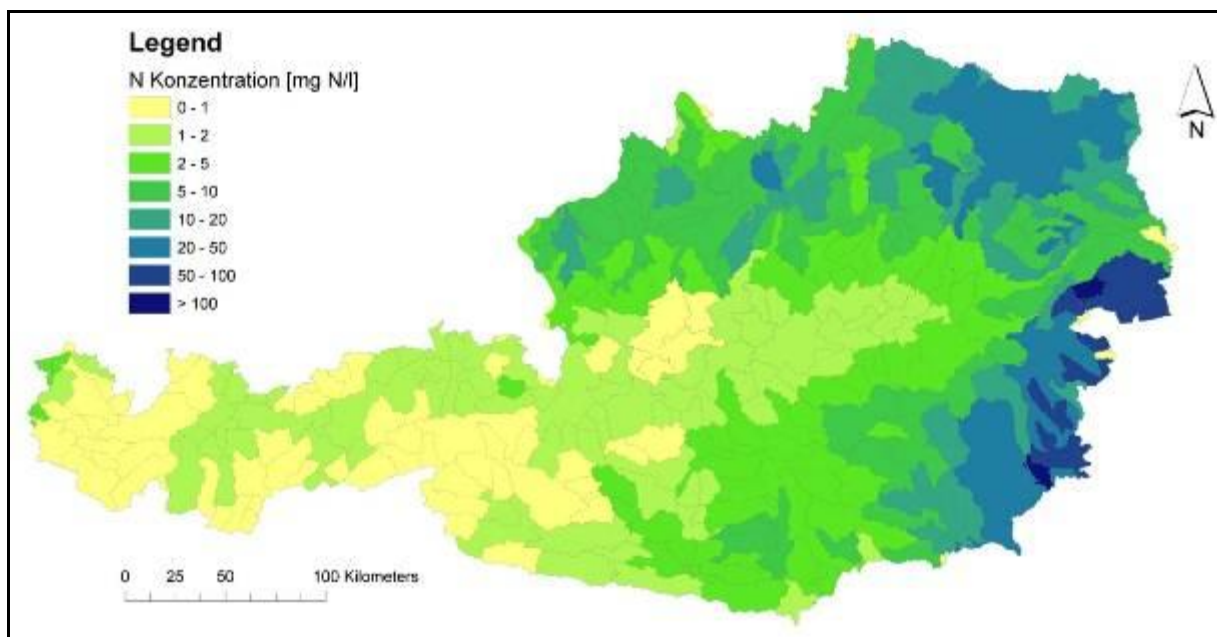 Legend
N Konzentration [mg N/l]
0 - 1
1 - 2
2 - 5
5 - 10
10 - 20
20 - 50
50 - 100
> 100
N
0 25 50 100 Kilometers